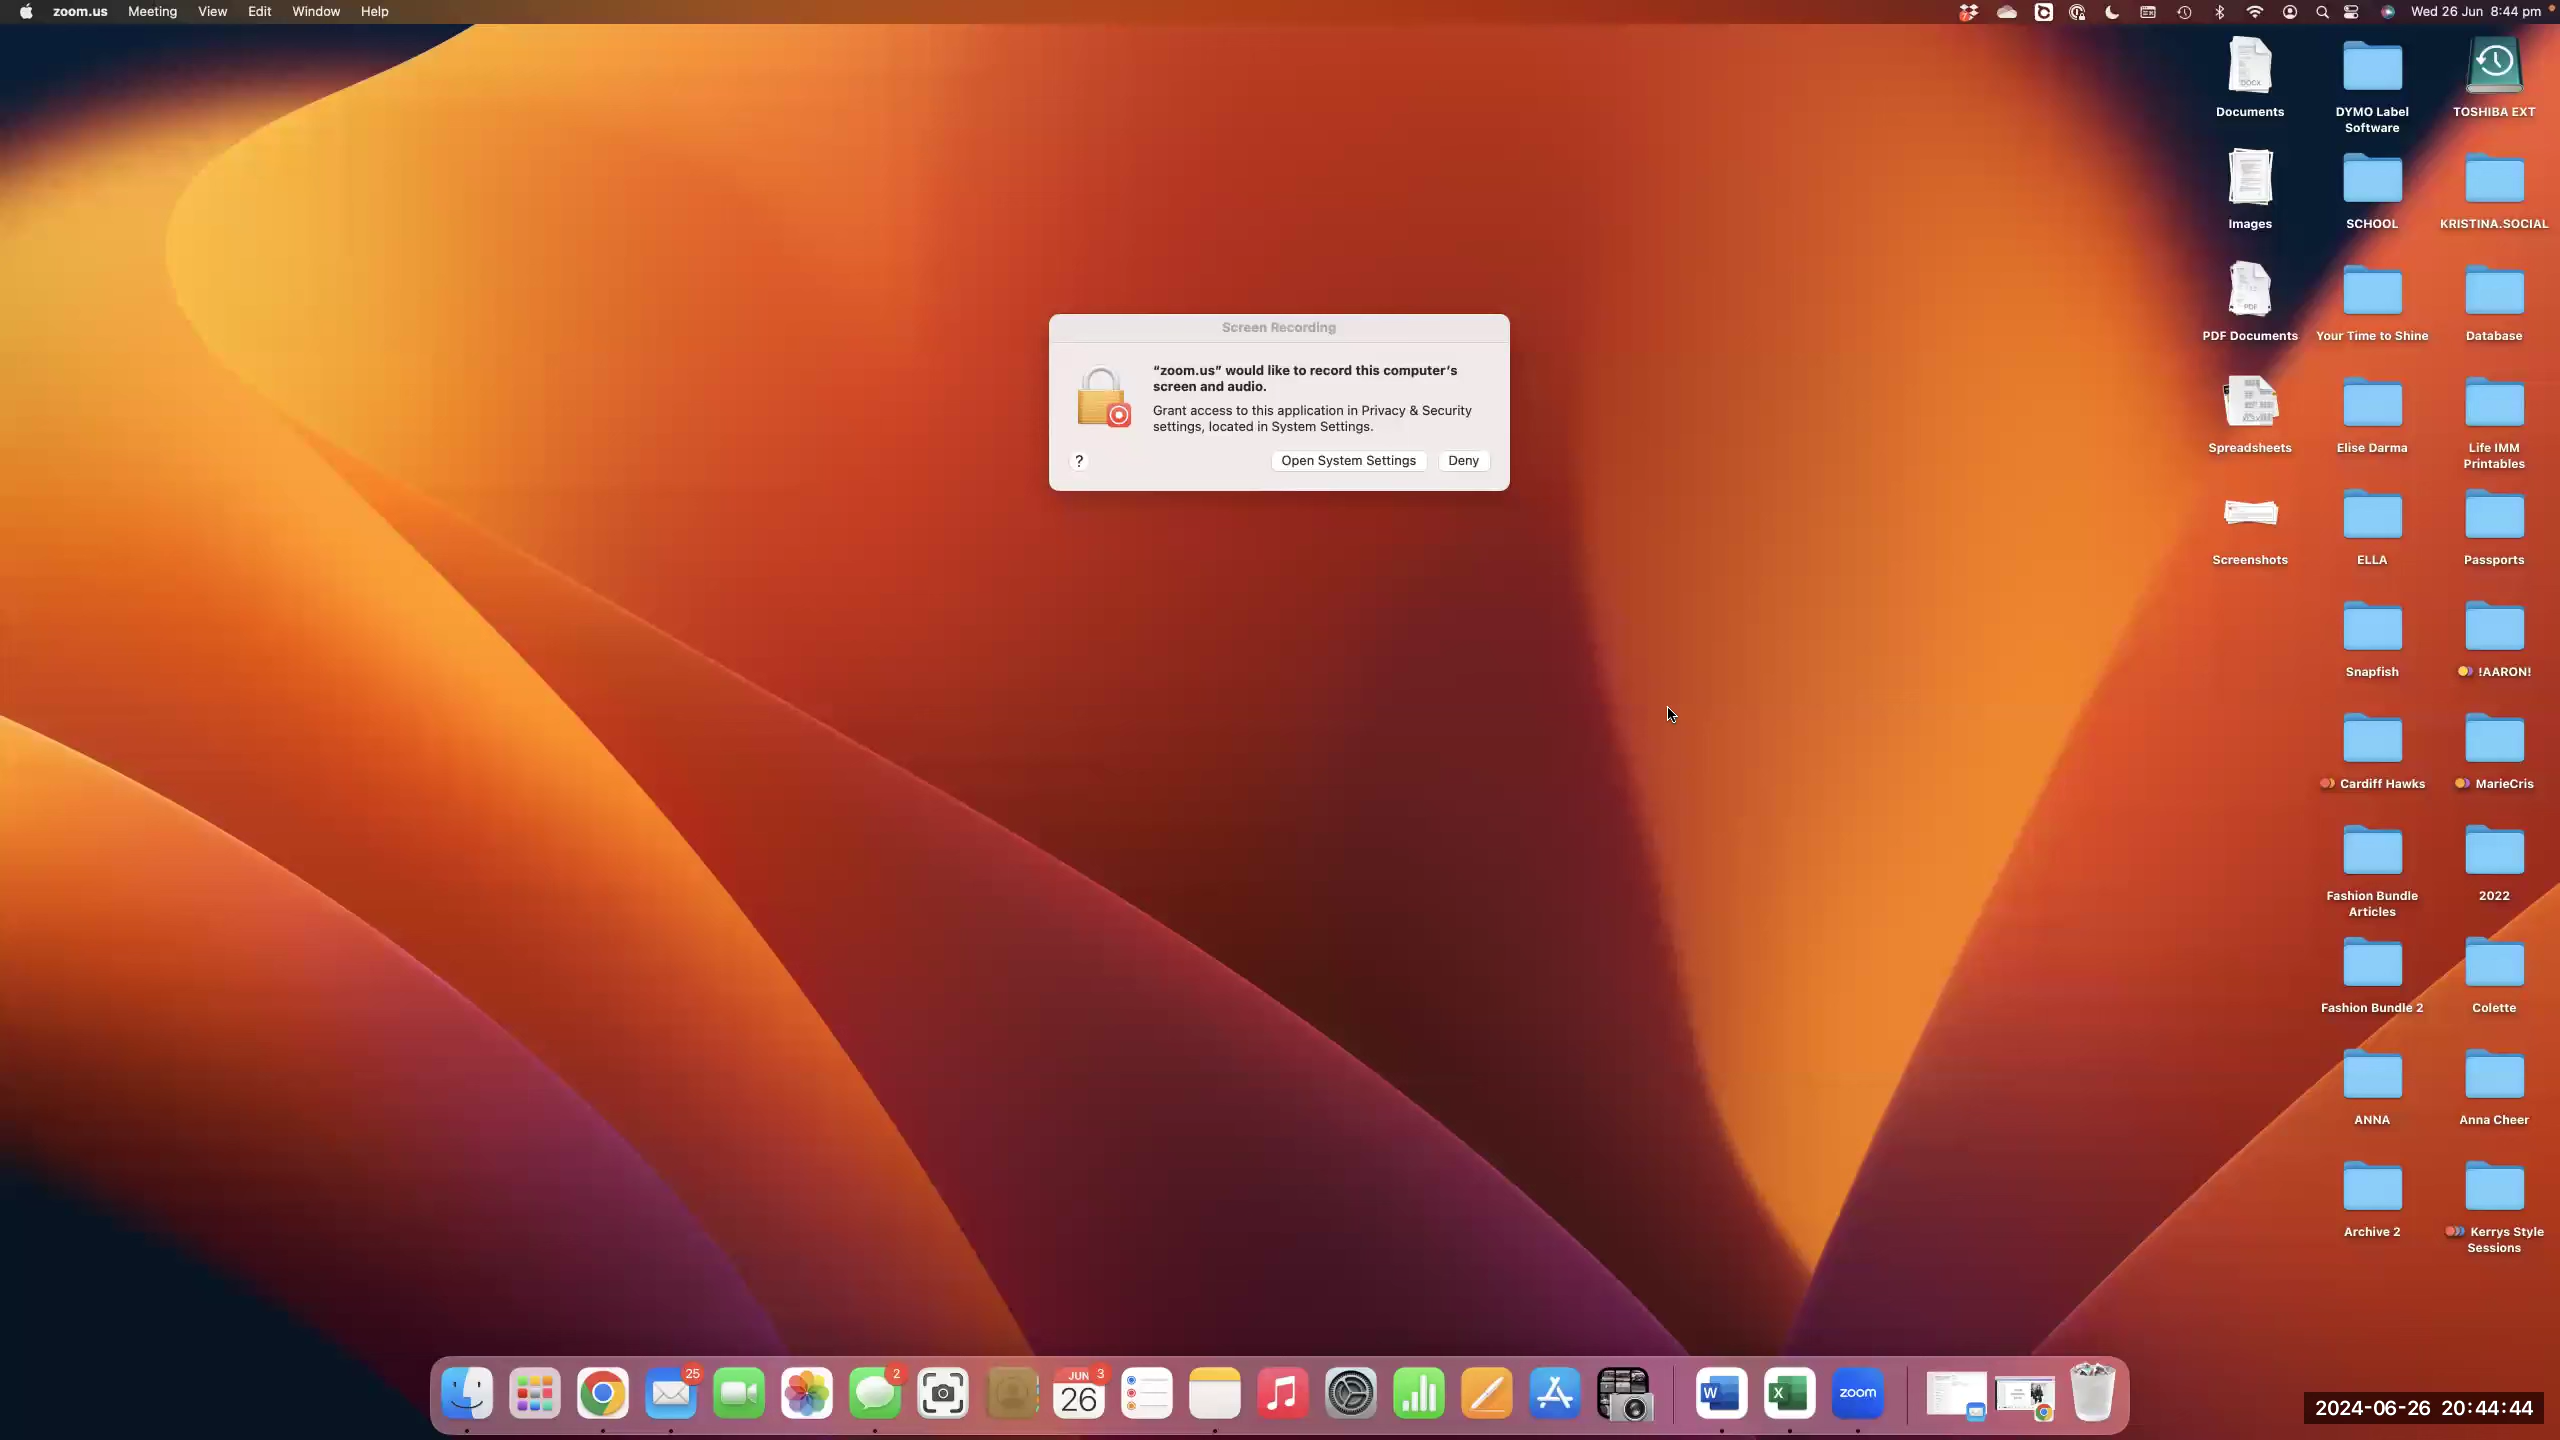 zoom.us Meeting View Edit Window Help
Wed 26 Jun 8:44 pm
Documents
DYMO Label
Software
TOSHIBA EXT
Images
SCHOOL
KRISTINA.SOCIAL
PDF Documents
Your Time to Shine
Database
Spreadsheets
Elise Darma
Life IMM
Printables
Screenshots
ELLA
Passports
Snapfish
!AARON!
Cardiff Hawks
MarieCris
Fashion Bundle
Articles
2022
Fashion Bundle 2
Colette
ANNA
Anna Cheer
Archive 2
Kerrys Style
Sessions
Screen Recording
“zoom.us” would like to record this computer’s
screen and audio.
Grant access to this application in Privacy & Security
settings, located in System Settings.
? Open System Settings Deny
DOCX
PDF
XLSX
25
2
JUN 3
26
W
X
zoom
2024-06-26 20:44:44